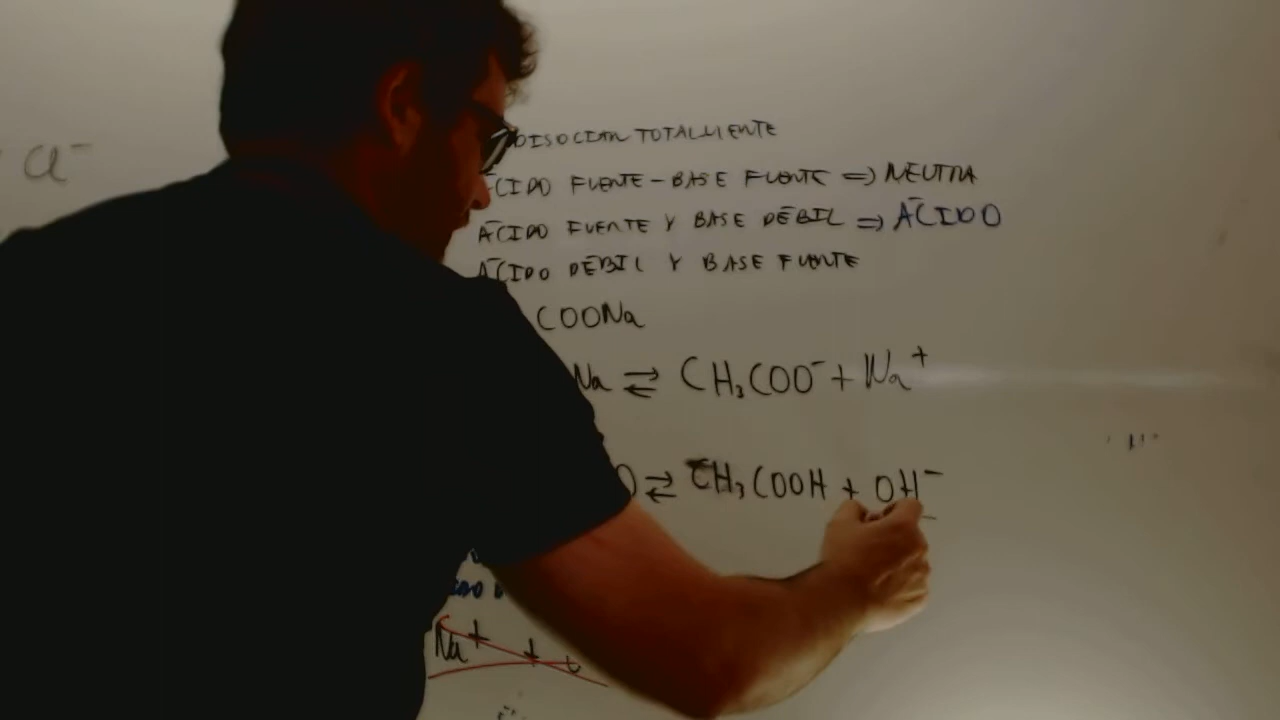 Cl⁻
DISOCIAN TOTALMENTE
ÁCIDO FUERTE - BASE FUERTE => NEUTRA
ÁCIDO FUERTE Y BASE DÉBIL => ÁCIDO
ÁCIDO DÉBIL Y BASE FUERTE
COONa
Na ⇌ CH₃COO⁻ + Na⁺
O ⇌ CH₃COOH + OH⁻
Na⁺ +